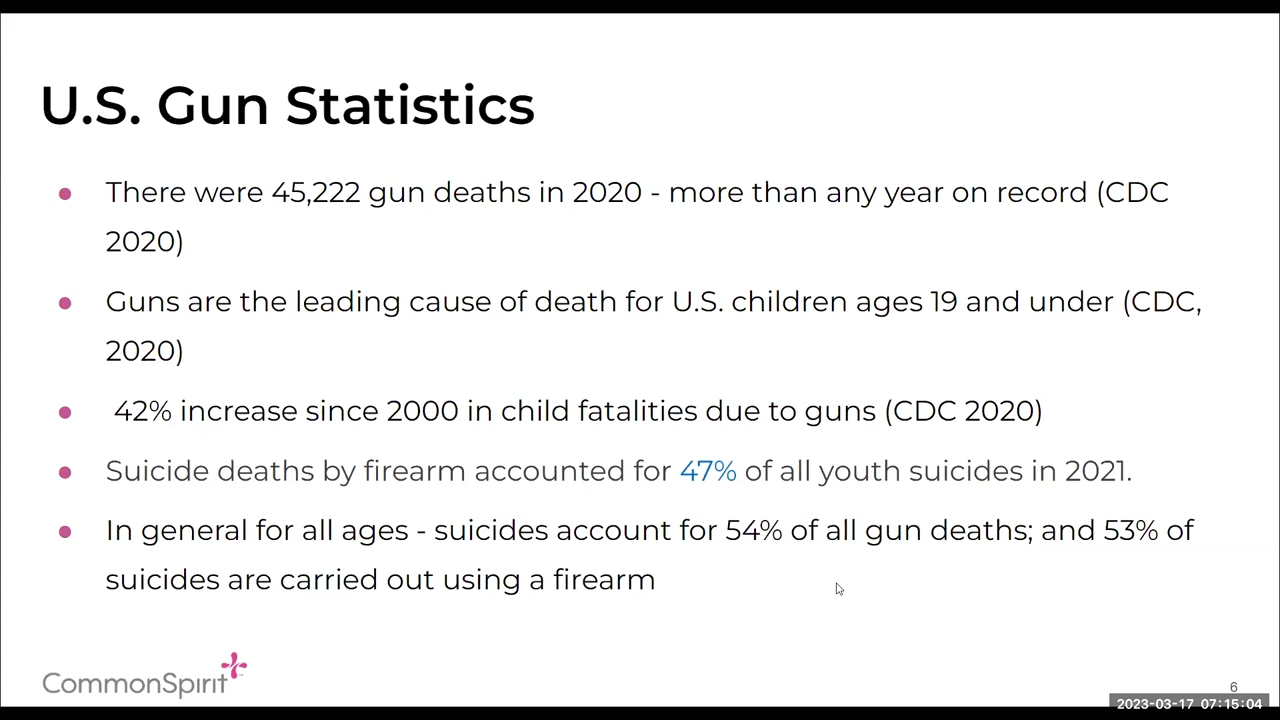 U.S. Gun Statistics
There were 45,222 gun deaths in 2020 - more than any year on record (CDC
2020)
Guns are the leading cause of death for U.S. children ages 19 and under (CDC,
2020)
42% increase since 2000 in child fatalities due to guns (CDC 2020)
Suicide deaths by firearm accounted for 47% of all youth suicides in 2021.
In general for all ages - suicides account for 54% of all gun deaths; and 53% of
suicides are carried out using a firearm
CommonSpirit
6
2023-03-17 07:15:04